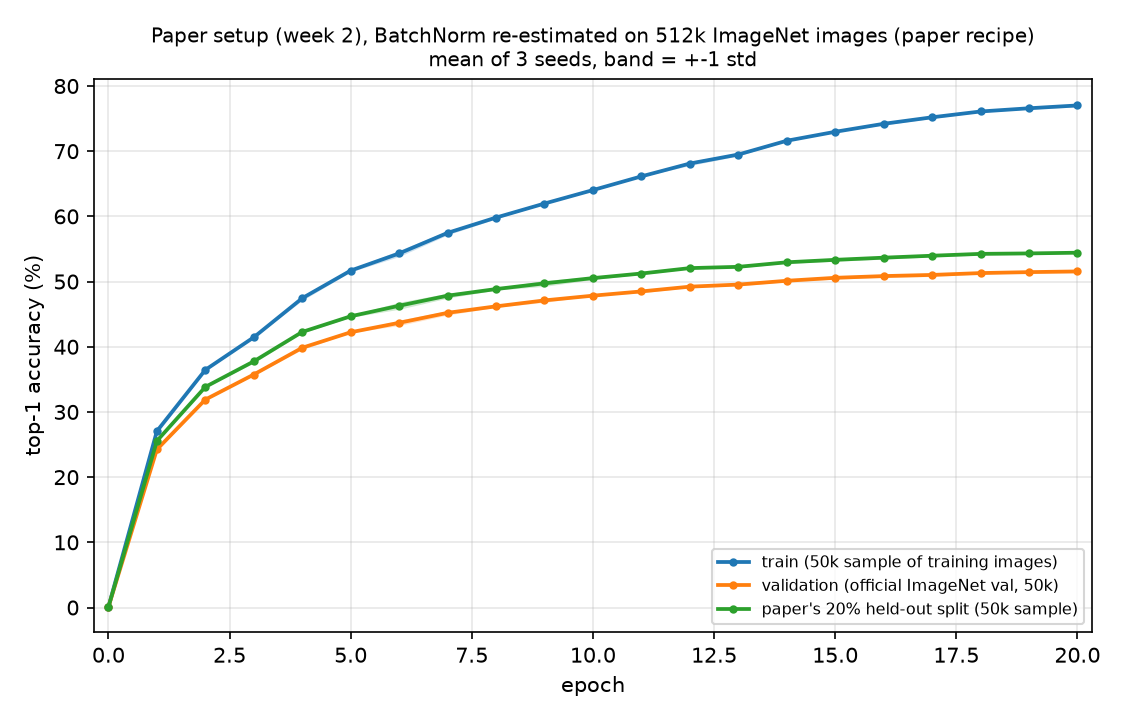 Paper setup (week 2), BatchNorm re-estimated on 512k ImageNet images (paper recipe)
mean of 3 seeds, band = +-1 std
80
70
60
50
40
30
20
10
0
top-1 accuracy (%)
train (50k sample of training images)
validation (official ImageNet val, 50k)
paper's 20% held-out split (50k sample)
0.0 2.5 5.0 7.5 10.0 12.5 15.0 17.5 20.0
epoch